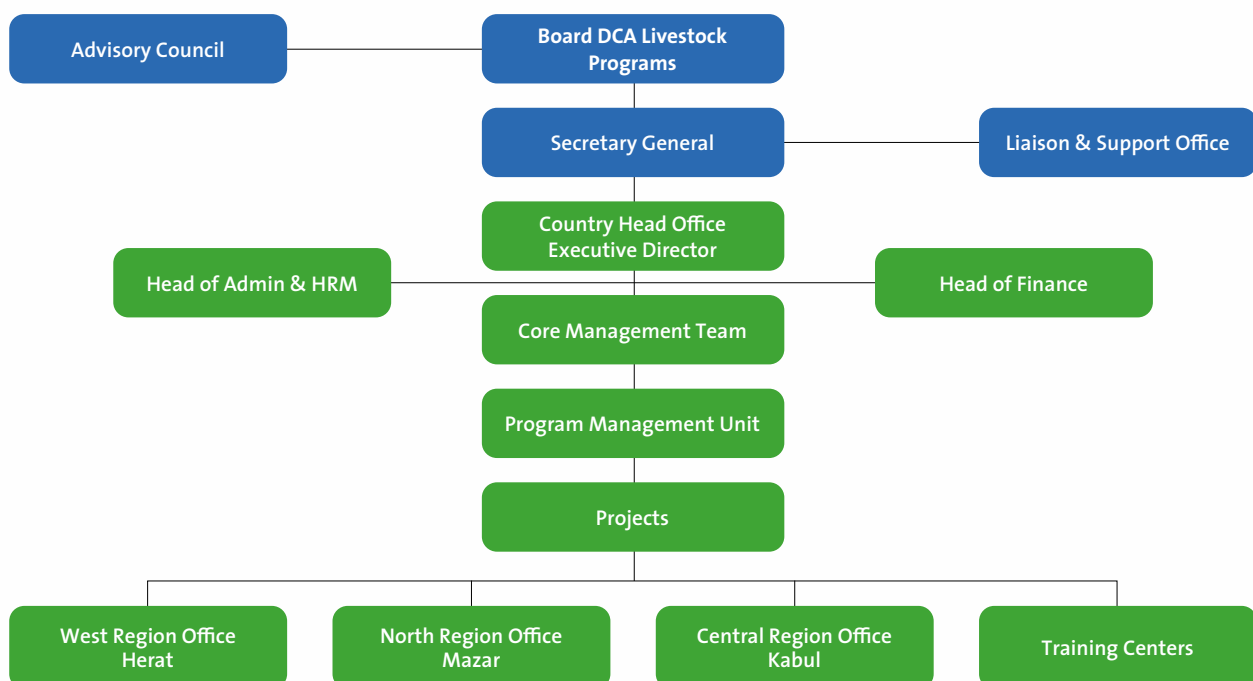 Advisory Council
Board DCA Livestock
Programs
Secretary General
Liaison & Support Office
Country Head Office
Executive Director
Head of Admin & HRM
Head of Finance
Core Management Team
Program Management Unit
Projects
West Region Office
Herat
North Region Office
Mazar
Central Region Office
Kabul
Training Centers